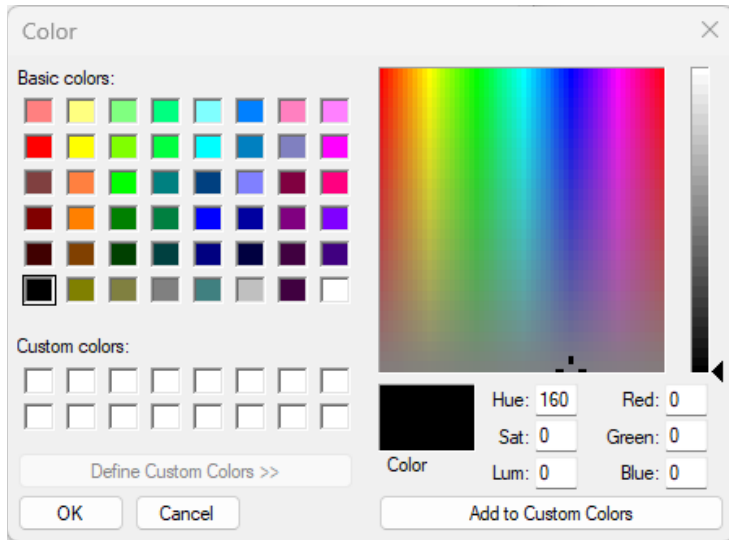 Color
Basic colors:
Custom colors:
Define Custom Colors >>
OK Cancel
Color
Hue: 160 Red: 0
Sat: 0 Green: 0
Lum: 0 Blue: 0
Add to Custom Colors